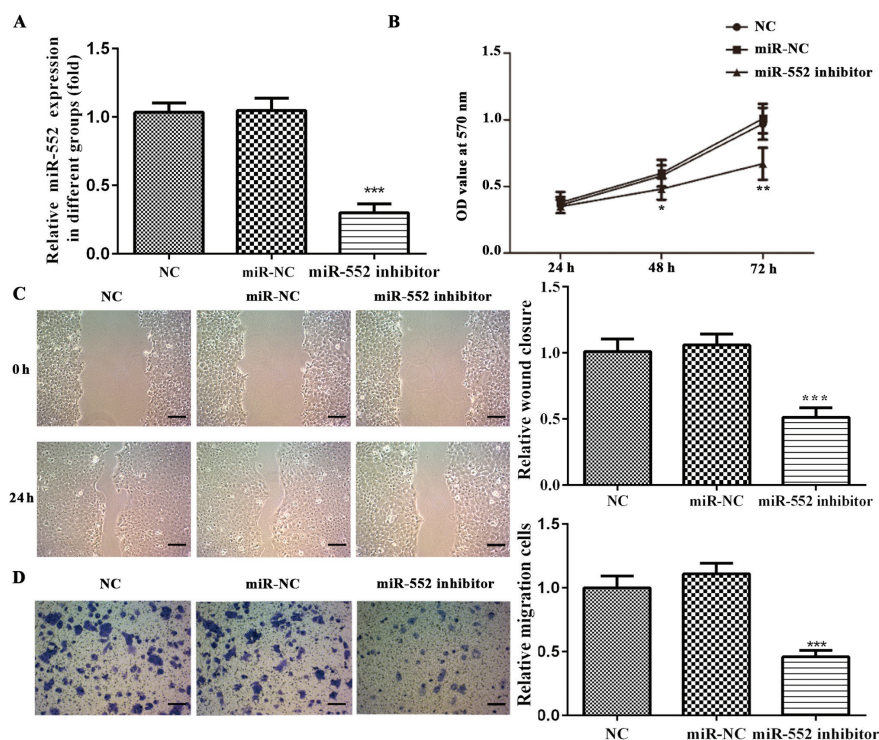 A
Relative miR-552 expression
in different groups (fold)
1.5
1.0
0.5
0.0
***
NC
miR-NC
miR-552 inhibitor
B
NC
miR-NC
miR-552 inhibitor
OD value at 570 nm
1.5
1.0
0.5
0.0
*
**
24 h
48 h
72 h
C
NC
miR-NC
miR-552 inhibitor
0 h
24 h
Relative wound closure
1.5
1.0
0.5
0.0
***
NC
miR-NC
miR-552 inhibitor
D
NC
miR-NC
miR-552 inhibitor
Relative migration cells
1.5
1.0
0.5
0.0
***
NC
miR-NC
miR-552 inhibitor